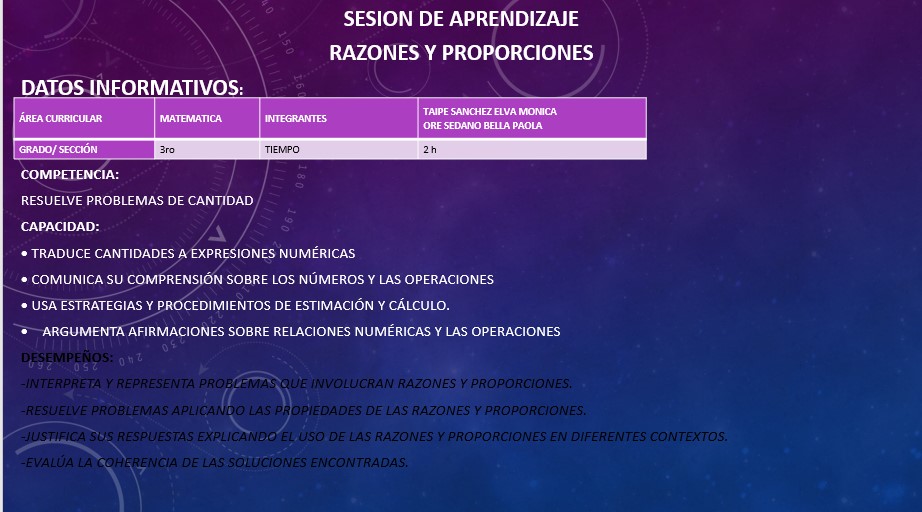 SESION DE APRENDIZAJE
RAZONES Y PROPORCIONES
DATOS INFORMATIVOS:
ÁREA CURRICULAR MATEMATICA INTEGRANTES TAIPE SANCHEZ ELVA MONICA
ORE SEDANO BELLA PAOLA
GRADO/ SECCIÓN 3ro TIEMPO 2 h
COMPETENCIA:
RESUELVE PROBLEMAS DE CANTIDAD
CAPACIDAD:
• TRADUCE CANTIDADES A EXPRESIONES NUMÉRICAS
• COMUNICA SU COMPRENSIÓN SOBRE LOS NÚMEROS Y LAS OPERACIONES
• USA ESTRATEGIAS Y PROCEDIMIENTOS DE ESTIMACIÓN Y CÁLCULO.
• ARGUMENTA AFIRMACIONES SOBRE RELACIONES NUMÉRICAS Y LAS OPERACIONES
DESEMPEÑOS:
-INTERPRETA Y REPRESENTA PROBLEMAS QUE INVOLUCRAN RAZONES Y PROPORCIONES.
-RESUELVE PROBLEMAS APLICANDO LAS PROPIEDADES DE LAS RAZONES Y PROPORCIONES.
-JUSTIFICA SUS RESPUESTAS EXPLICANDO EL USO DE LAS RAZONES Y PROPORCIONES EN DIFERENTES CONTEXTOS.
-EVALÚA LA COHERENCIA DE LAS SOLUCIONES ENCONTRADAS.